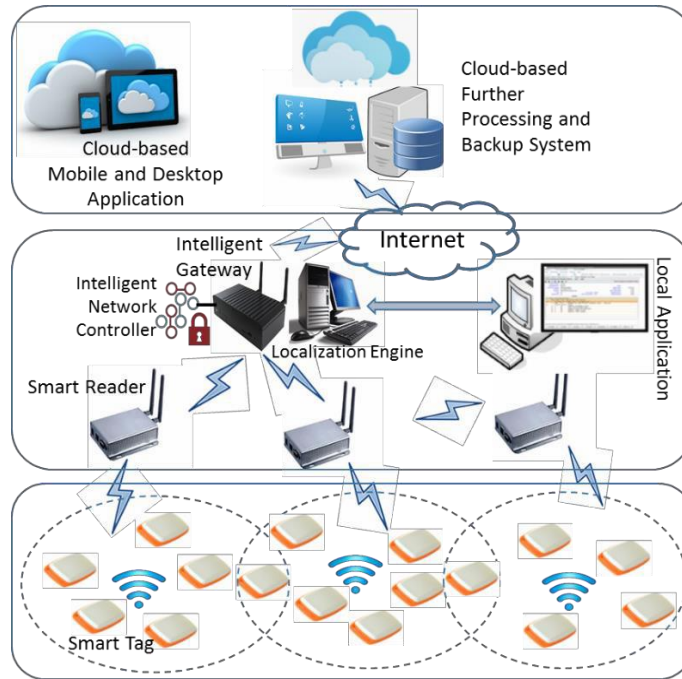 Cloud-based
Mobile and Desktop
Application
Cloud-based
Further
Processing and
Backup System
Internet
Intelligent
Gateway
Intelligent
Network
Controller
Localization Engine
Local Application
Smart Reader
Smart Tag